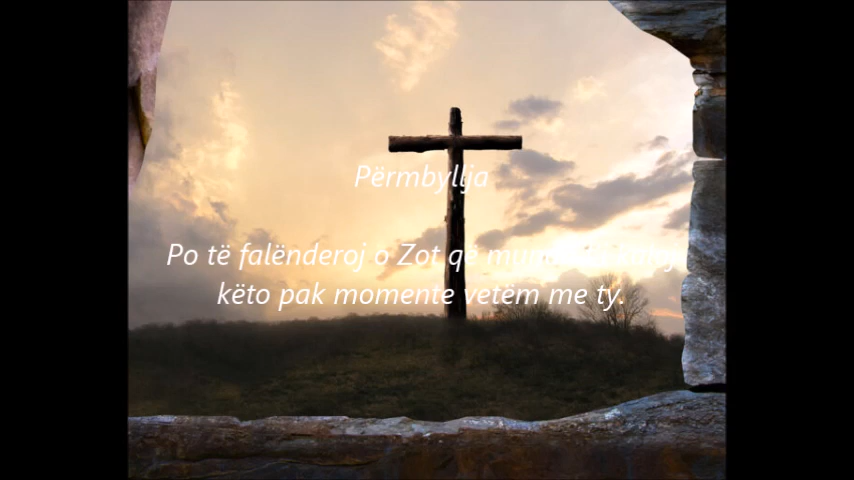 Përmbyllja
Po të falënderoj o Zot që
këto pak momente vetëm me ty.